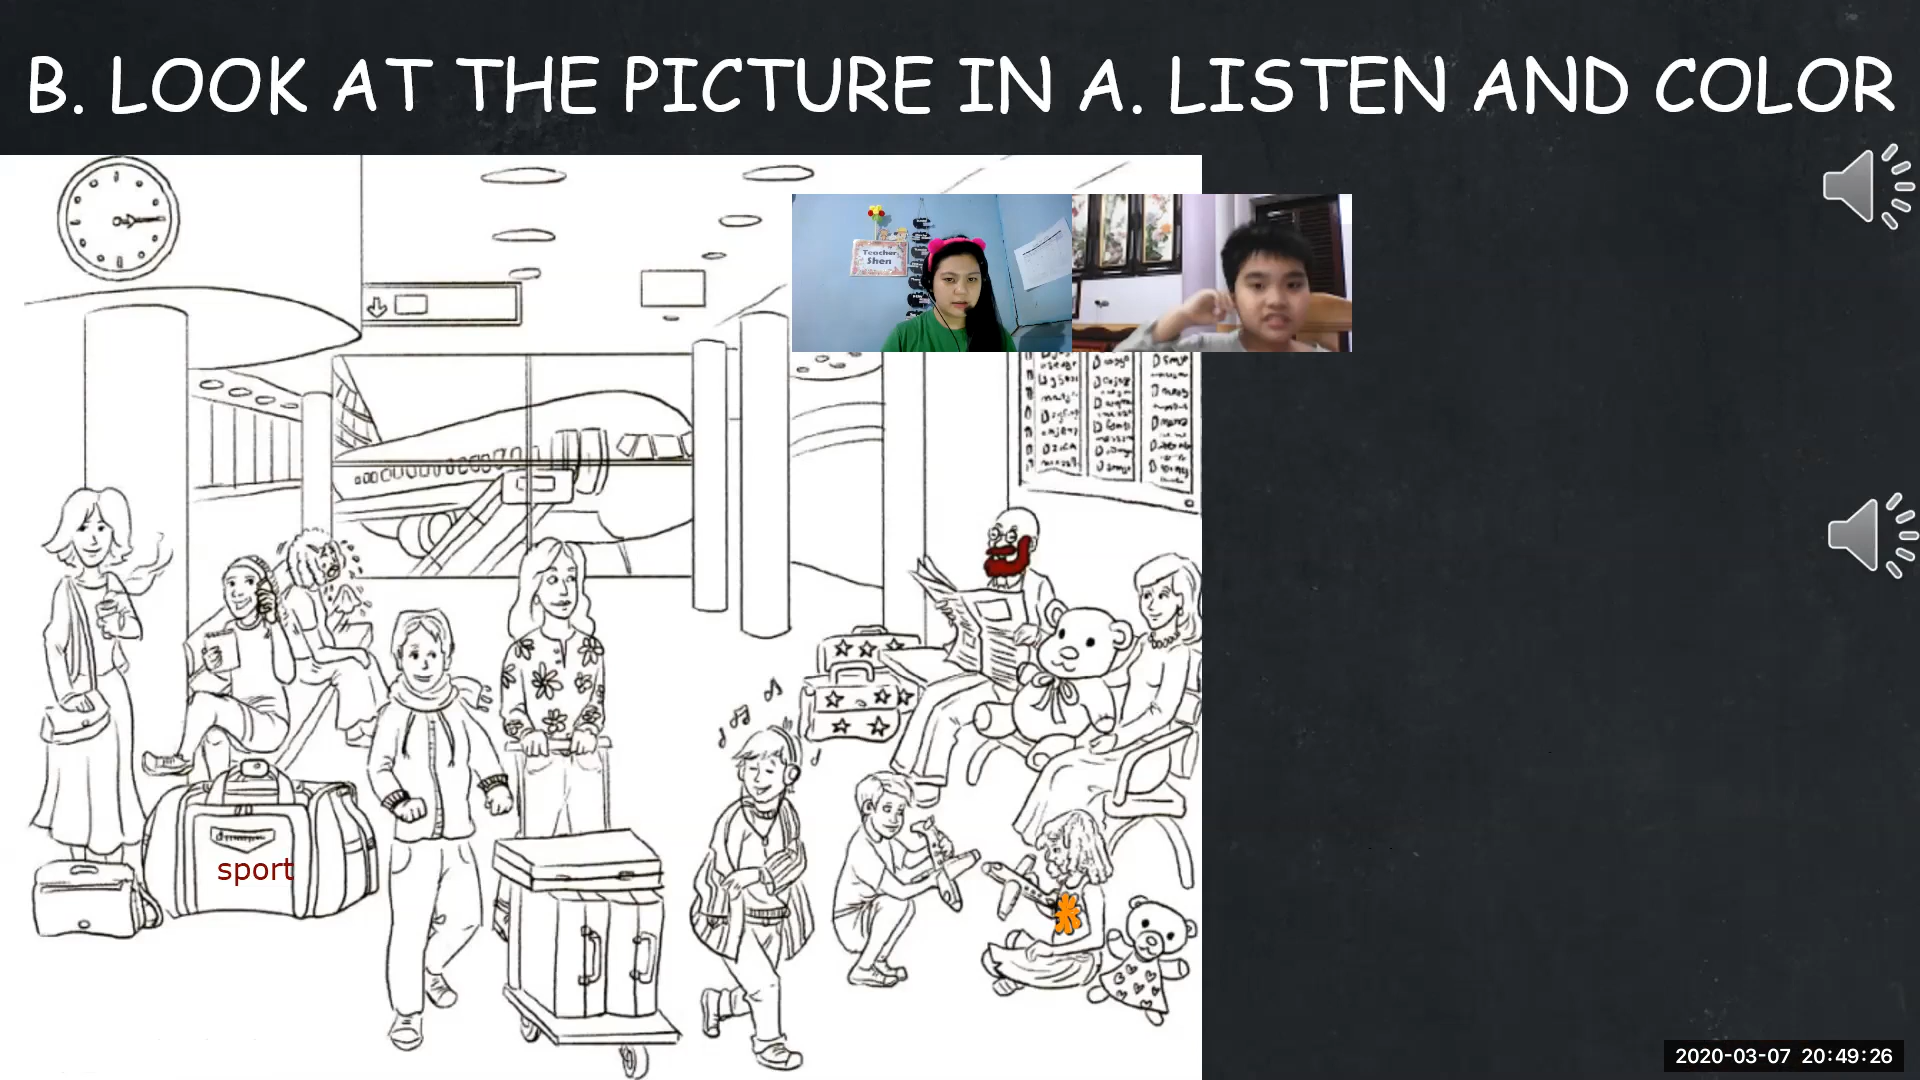 B. LOOK AT THE PICTURE IN A. LISTEN AND COLOR
Teacher
Shen
sport
2020-03-07 20:49:26